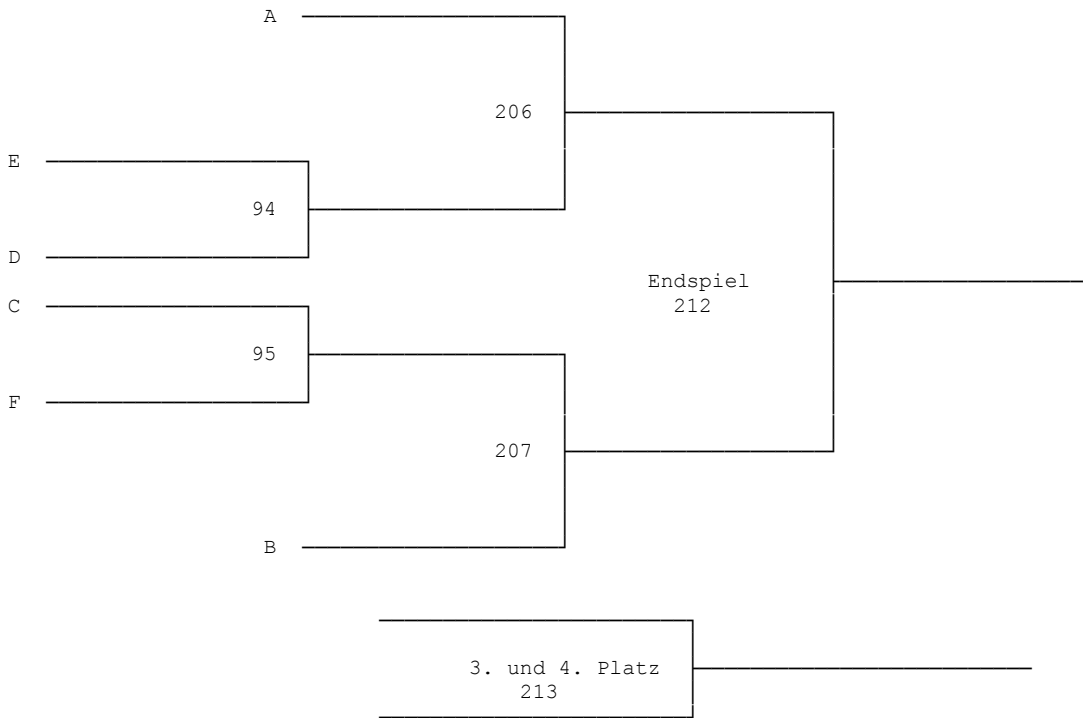 A
206
E
94
D
Endspiel
C
212
95
F
207
B
3. und 4. Platz
213